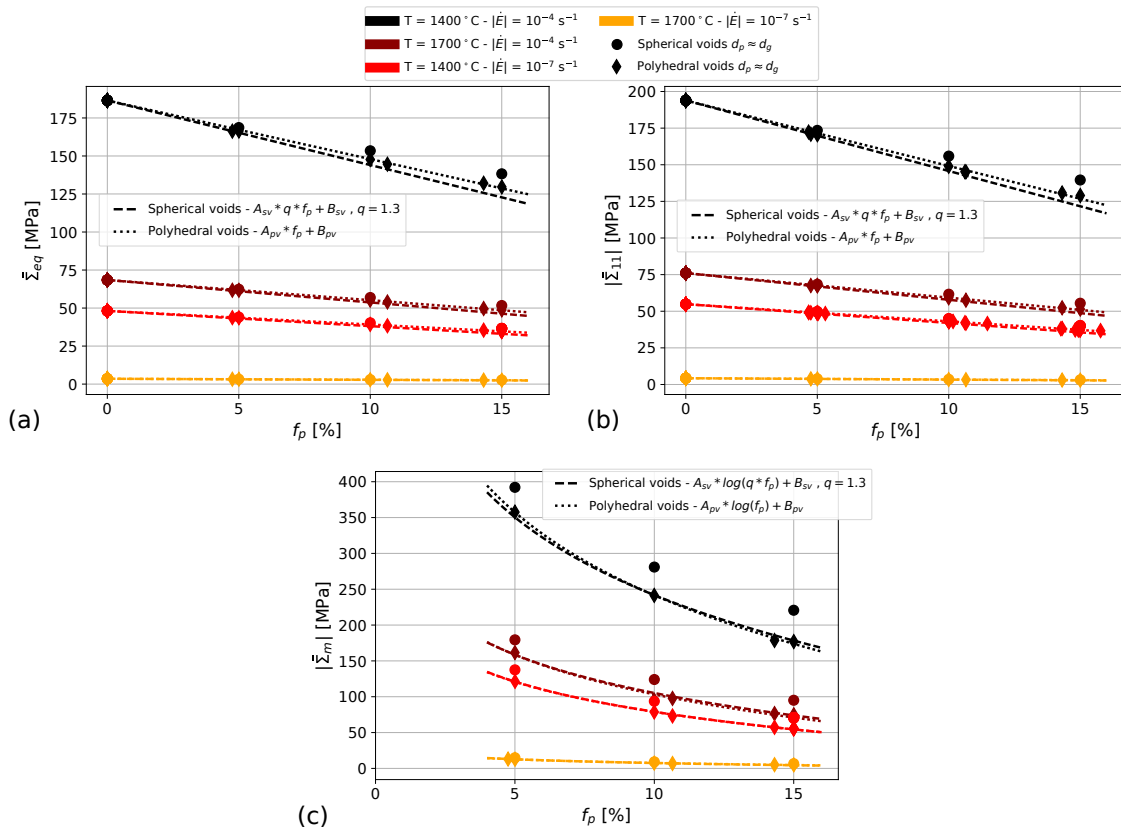 T = 1400°C - |Ė| = 10⁻⁴ s⁻¹
T = 1700°C - |Ė| = 10⁻⁴ s⁻¹
T = 1400°C - |Ė| = 10⁻⁷ s⁻¹
T = 1700°C - |Ė| = 10⁻⁷ s⁻¹
Spherical voids dₚ ≈ d_g
Polyhedral voids dₚ ≈ d_g
Σ̄_eq [MPa]
175
150
125
100
75
50
25
0
Spherical voids - A_sv * q * f_p + B_sv , q = 1.3
Polyhedral voids - A_pv * f_p + B_pv
0
5
10
15
f_p [%]
(a)
|Σ̄₁₁| [MPa]
200
175
150
125
100
75
50
25
0
Spherical voids - A_sv * q * f_p + B_sv , q = 1.3
Polyhedral voids - A_pv * f_p + B_pv
0
5
10
15
f_p [%]
(b)
|Σ̄_m| [MPa]
400
350
300
250
200
150
100
50
0
Spherical voids - A_sv * log(q * f_p) + B_sv , q = 1.3
Polyhedral voids - A_pv * log(f_p) + B_pv
0
5
10
15
f_p [%]
(c)